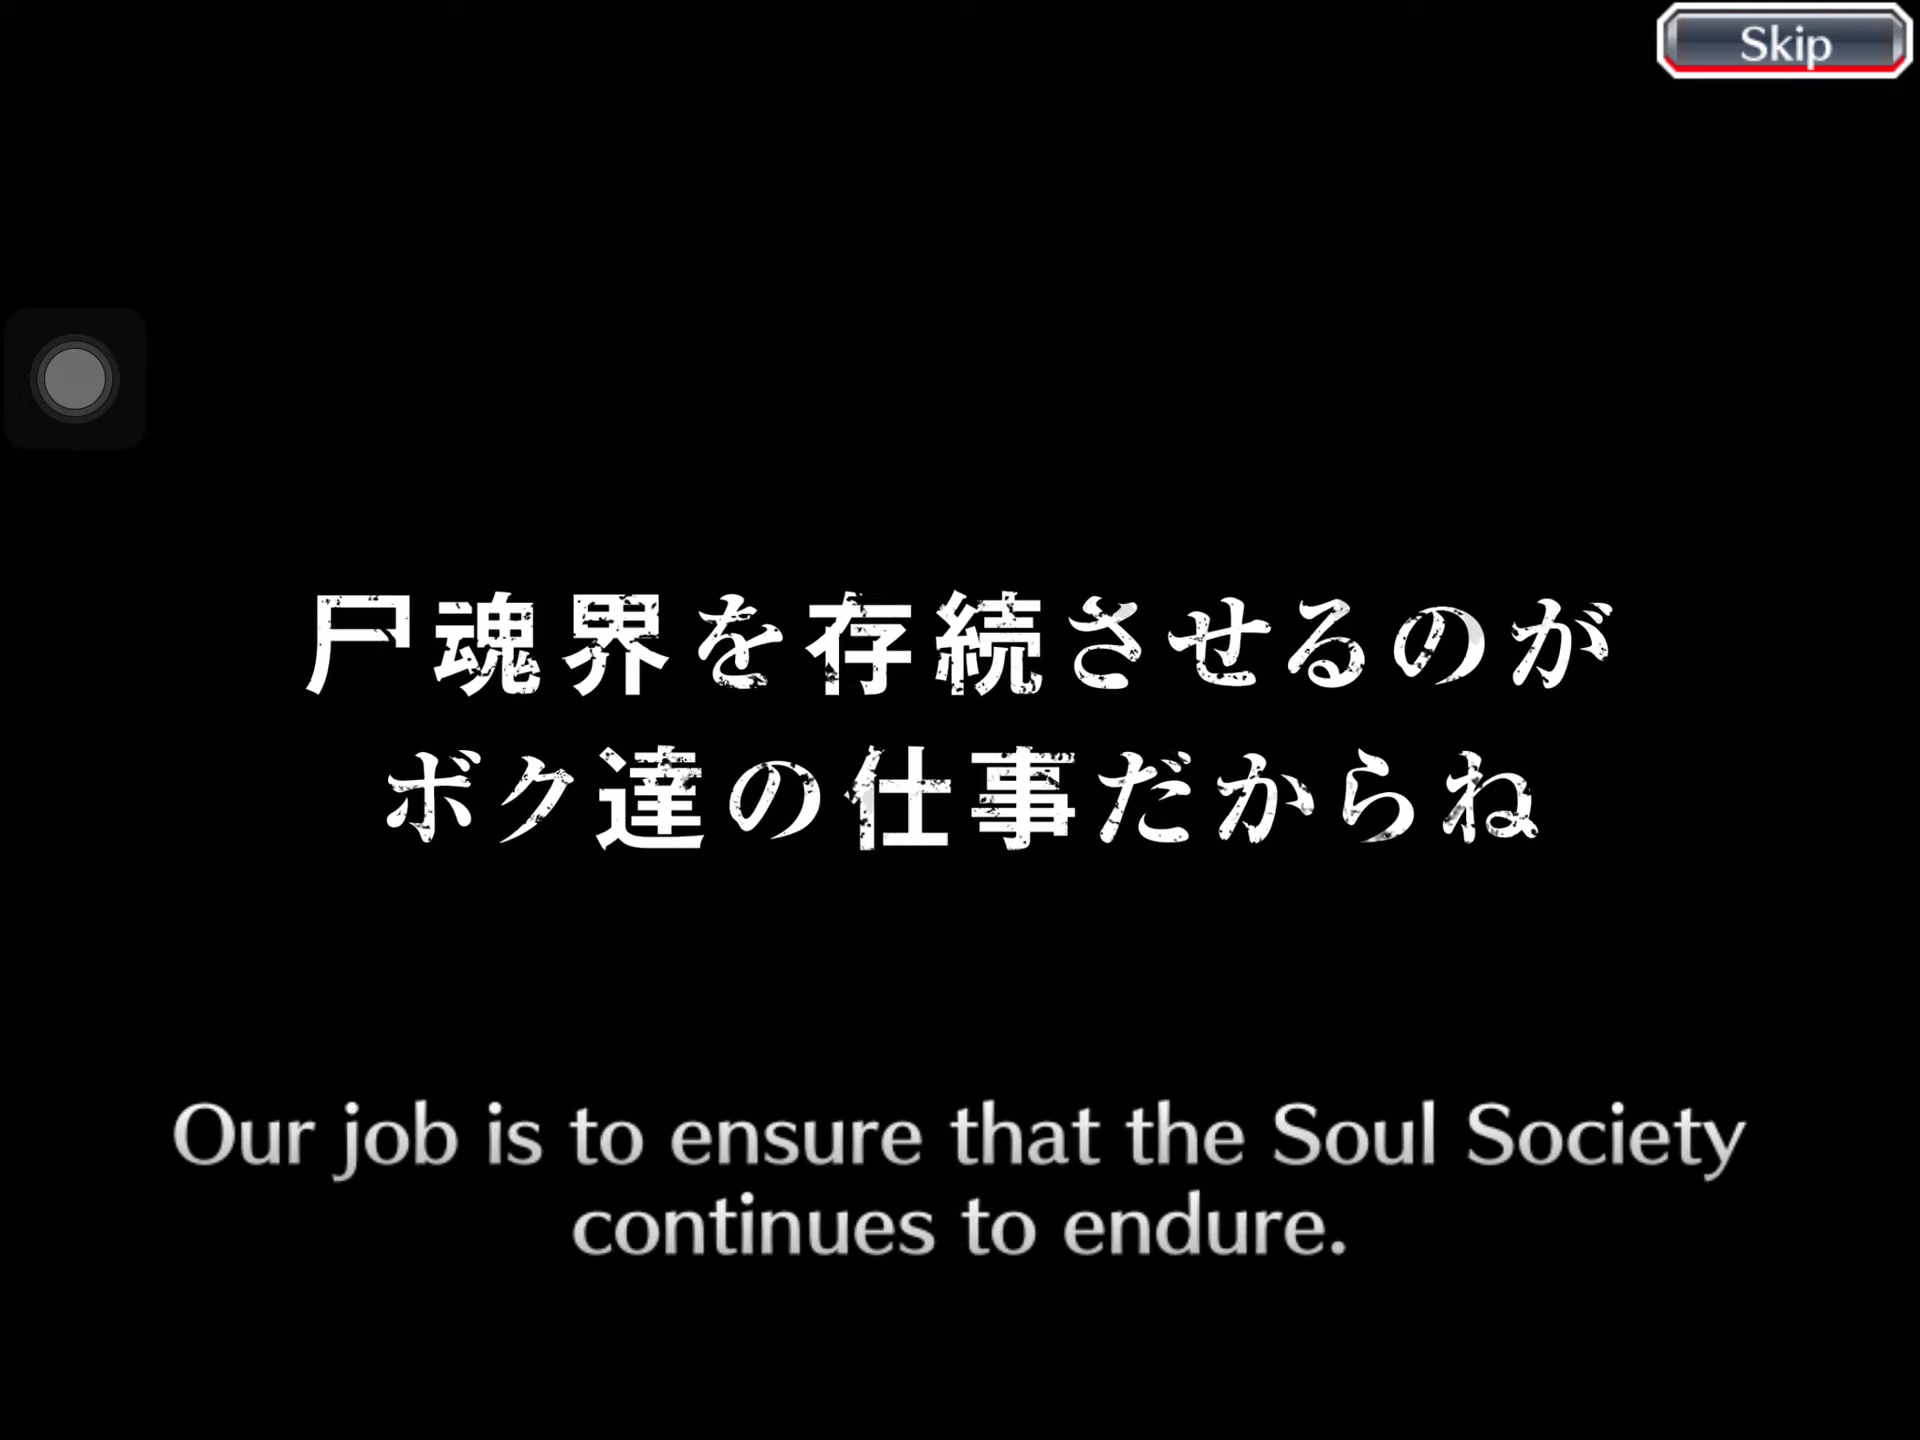 Skip
尸魂界を存続させるのが
ボク達の仕事だからね
Our job is to ensure that the Soul Society
continues to endure.